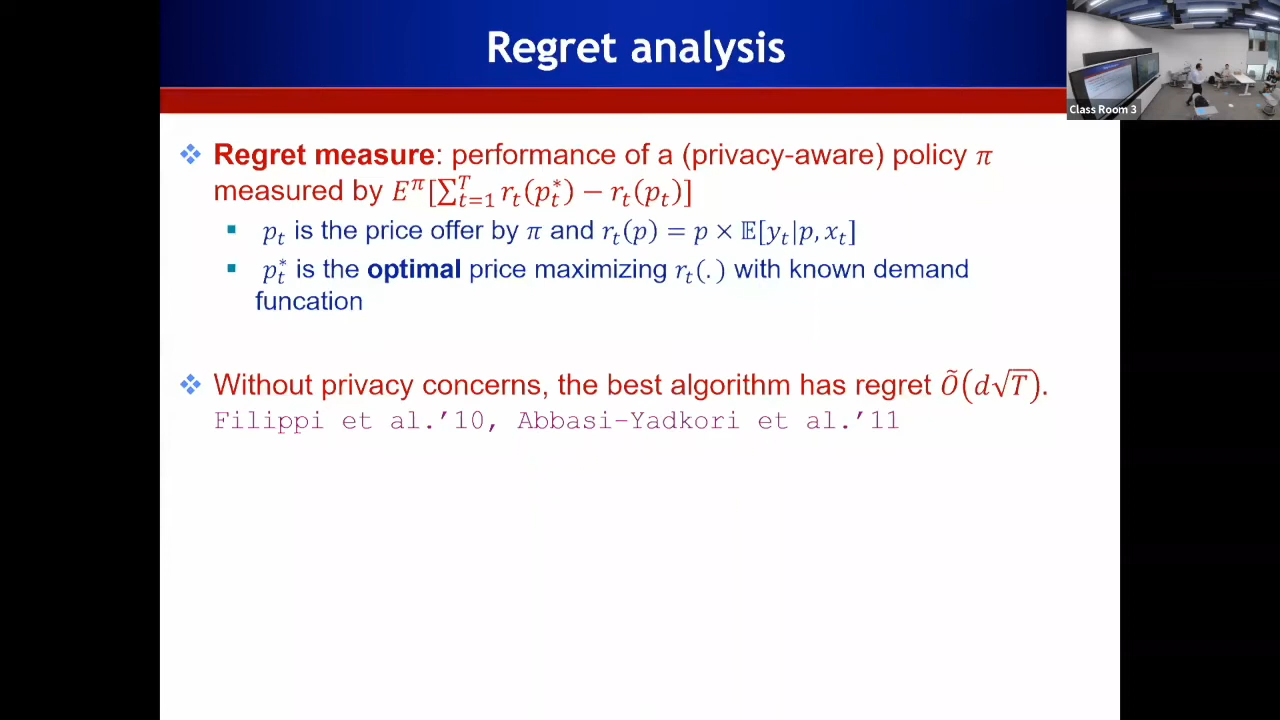 Regret analysis
Class Room 3
Regret measure: performance of a (privacy-aware) policy π
measured by E^π[∑_{t=1}^{T} r_t(p_t^*) − r_t(p_t)]
p_t is the price offer by π and r_t(p) = p × 𝔼[y_t|p, x_t]
p_t^* is the optimal price maximizing r_t(.) with known demand
funcation
Without privacy concerns, the best algorithm has regret Õ(d√T).
Filippi et al.'10, Abbasi-Yadkori et al.'11